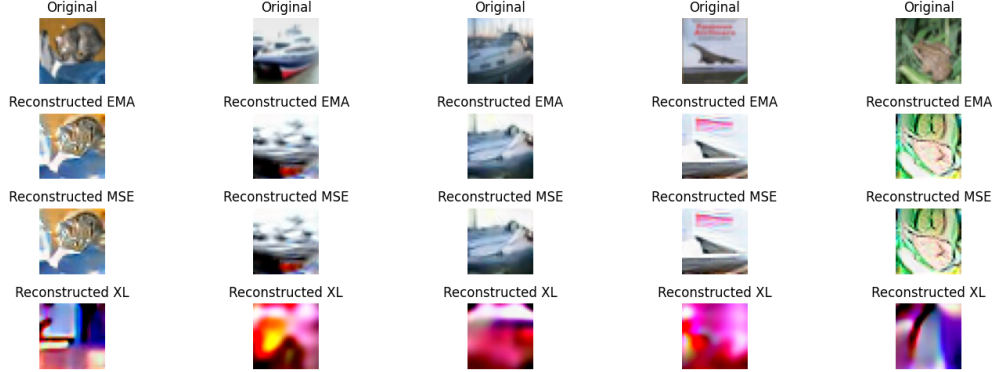 Original Original Original Original Original
Reconstructed EMA Reconstructed EMA Reconstructed EMA Reconstructed EMA Reconstructed EMA
Reconstructed MSE Reconstructed MSE Reconstructed MSE Reconstructed MSE Reconstructed MSE
Reconstructed XL Reconstructed XL Reconstructed XL Reconstructed XL Reconstructed XL